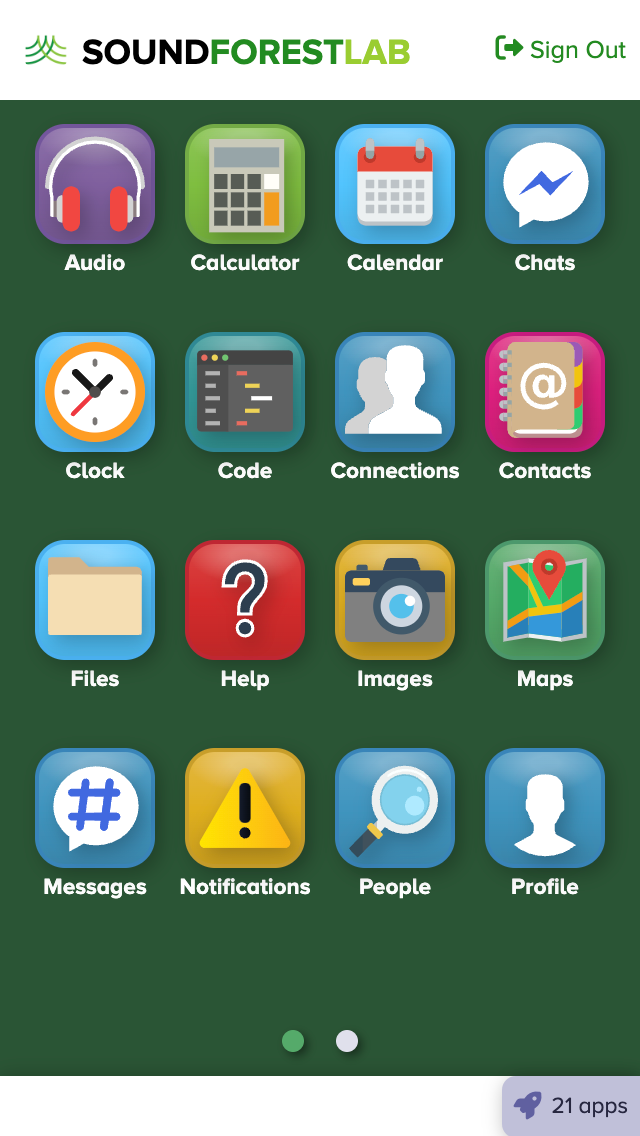 SOUNDFORESTLAB
Sign Out
Audio
Calculator
Calendar
Chats
Clock
Code
Connections
@
Contacts
Files
?
Help
Images
Maps
#
Messages
!
Notifications
People
Profile
21 apps